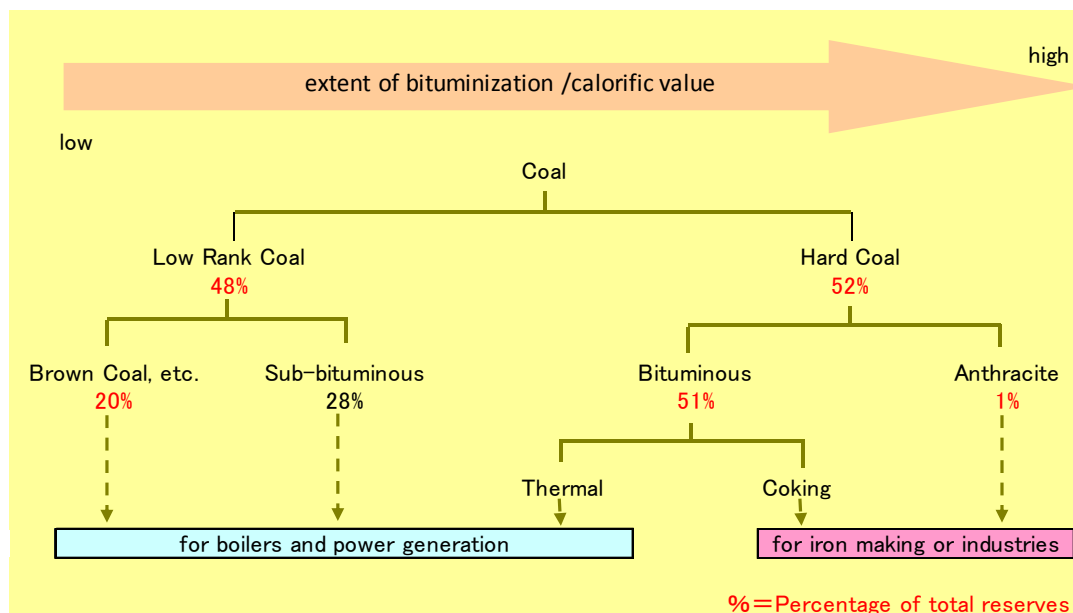 high
extent of bituminization /calorific value
low
Coal
Low Rank Coal
48%
Hard Coal
52%
Brown Coal, etc.
20%
Sub-bituminous
28%
Bituminous
51%
Anthracite
1%
Thermal
Coking
for boilers and power generation
for iron making or industries
%=Percentage of total reserves